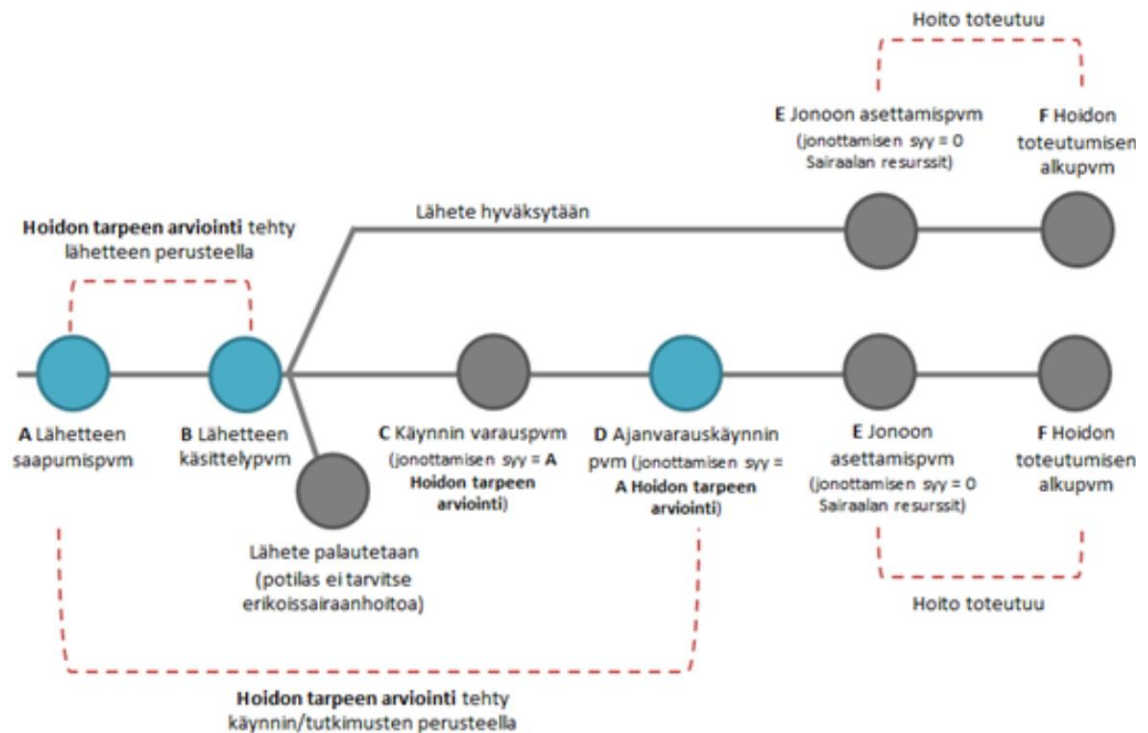 Hoito toteutuu
E Jonoon asettamispvm
(jonottamisen syy = 0
Sairaalan resurssit)
F Hoidon
toteutumisen
alkupvm
Lähete hyväksytään
Hoidon tarpeen arviointi tehty
lähetteen perusteella
A Lähetteen
saapumispvm
B Lähetteen
käsittelypvm
C Käynnin varauspvm
(jonottamisen syy = A
Hoidon tarpeen
arviointi)
D Ajanvarauskäynnin
pvm (jonottamisen syy =
A Hoidon tarpeen
arviointi)
E Jonoon
asettamispvm
(jonottamisen syy = 0
Sairaalan resurssit)
F Hoidon
toteutumisen
alkupvm
Lähete palautetaan
(potilas ei tarvitse
erikoissairaanhoitoa)
Hoito toteutuu
Hoidon tarpeen arviointi tehty
käynnin/tutkimusten perusteella